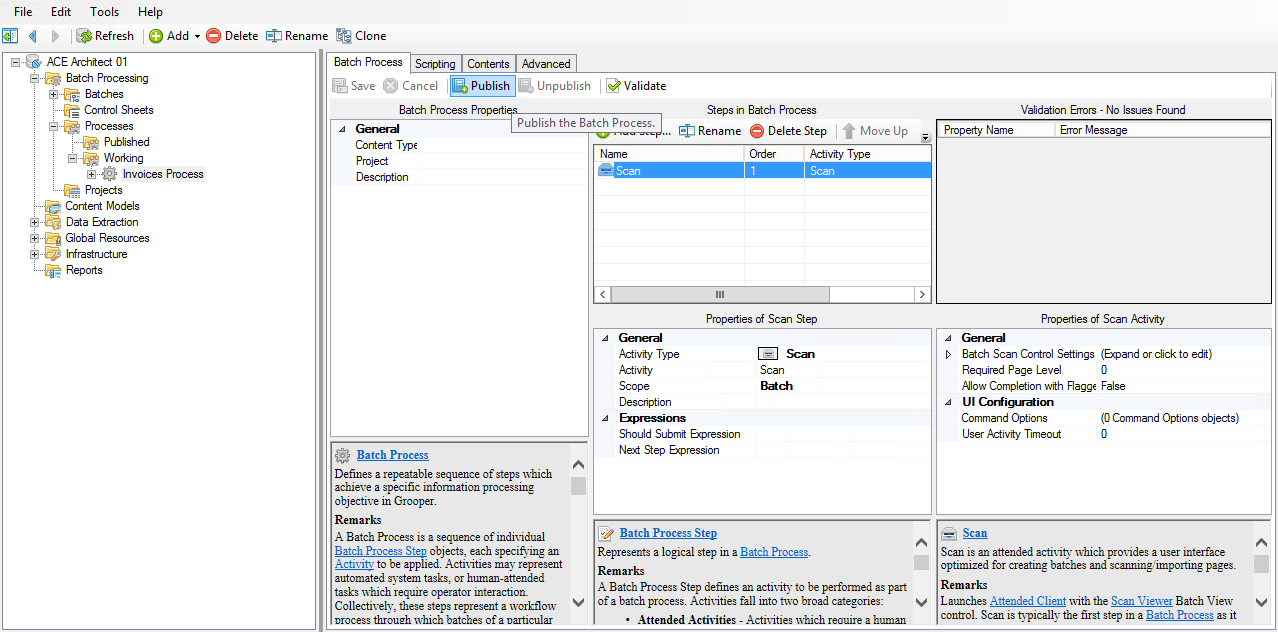 File Edit Tools Help
Refresh Add Delete Rename Clone
ACE Architect 01
Batch Processing
Batches
Control Sheets
Processes
Published
Working
Invoices Process
Projects
Content Models
Data Extraction
Global Resources
Infrastructure
Reports
Batch Process Scripting Contents Advanced
Save Cancel Publish Unpublish Validate
Batch Process Properties
Publish the Batch Process.
General
Content Type
Project
Description
Batch Process
Defines a repeatable sequence of steps which
achieve a specific information processing
objective in Grooper.
Remarks
A Batch Process is a sequence of individual
Batch Process Step objects, each specifying an
Activity to be applied. Activities may represent
automated system tasks, or human-attended
tasks which require operator interaction.
Collectively, these steps represent a workflow
process through which batches of a particular
Steps in Batch Process
Rename Delete Step Move Up
Name Order Activity Type
Scan 1 Scan
Properties of Scan Step
General
Activity Type Scan
Activity Scan
Scope Batch
Description
Expressions
Should Submit Expression
Next Step Expression
Batch Process Step
Represents a logical step in a Batch Process.
Remarks
A Batch Process Step defines an activity to be performed as part
of a batch process. Activities fall into two broad categories:
• Attended Activities - Activities which require a human
Validation Errors - No Issues Found
Property Name Error Message
Properties of Scan Activity
General
Batch Scan Control Settings (Expand or click to edit)
Required Page Level 0
Allow Completion with Flagge False
UI Configuration
Command Options (0 Command Options objects)
User Activity Timeout 0
Scan
Scan is an attended activity which provides a user interface
optimized for creating batches and scanning/importing pages.
Remarks
Launches Attended Client with the Scan Viewer Batch View
control. Scan is typically the first step in a Batch Process as it